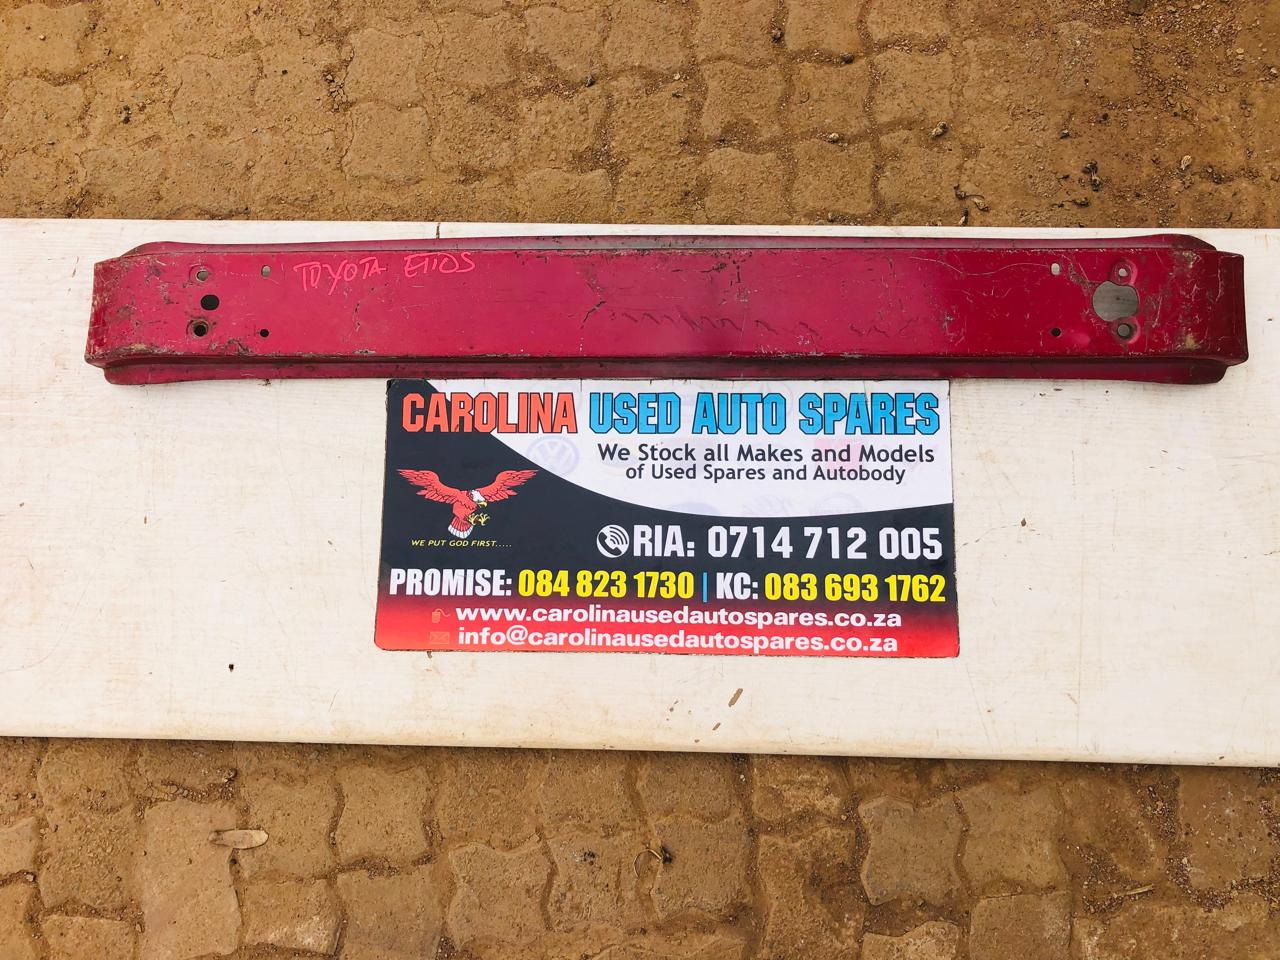 TOYOTA ETIOS
CAROLINA USED AUTO SPARES
We Stock all Makes and Models
of Used Spares and Autobody
WE PUT GOD FIRST.....
RIA: 0714 712 005
PROMISE: 084 823 1730 | KC: 083 693 1762
www.carolinausedautospares.co.za
info@carolinausedautospares.co.za